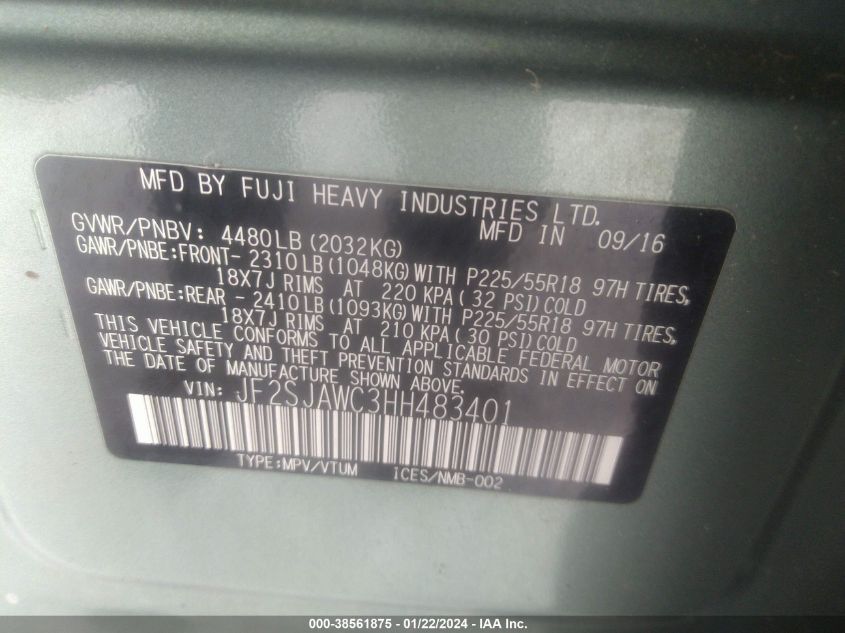 MFD BY FUJI HEAVY INDUSTRIES LTD.
GVWR/PNBV: 4480LB(2032KG) MFD IN 09/16
GAWR/PNBE:FRONT- 2310LB(1048KG)WITH P225/55R18 97H TIRES,
18X7J RIMS AT 220 KPA(32 PSI)COLD
GAWR/PNBE:REAR - 2410LB(1093KG)WITH P225/55R18 97H TIRES,
18X7J RIMS AT 210 KPA(30 PSI)COLD
THIS VEHICLE CONFORMS TO ALL APPLICABLE FEDERAL MOTOR
VEHICLE SAFETY AND THEFT PREVENTION STANDARDS IN EFFECT ON
THE DATE OF MANUFACTURE SHOWN ABOVE.
VIN: JF2SJAWC3HH483401
TYPE:MPV/VTUM iCES/NMB-002
000-38561875 - 01/22/2024 - IAA Inc.